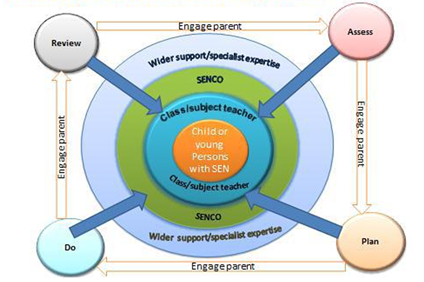 Engage parent
Review
Assess
Wider support/specialist expertise
SENCO
Class/subject teacher
Child or
young
Persons
with SEN
Engage parent
Engage parent
Class/subject teacher
SENCO
Wider support/specialist expertise
Do
Plan
Engage parent